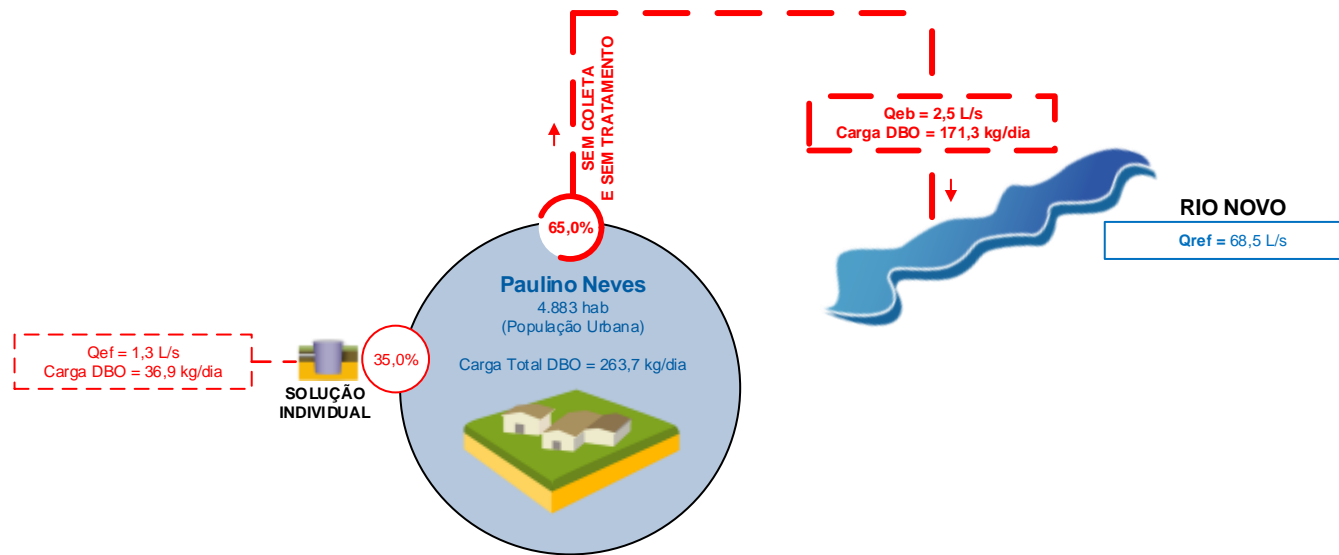 SEM COLETA
E SEM TRATAMENTO
Qeb = 2,5 L/s
Carga DBO = 171,3 kg/dia
RIO NOVO
Qref = 68,5 L/s
65,0%
Paulino Neves
4.883 hab
(População Urbana)
Carga Total DBO = 263,7 kg/dia
35,0%
Qef = 1,3 L/s
Carga DBO = 36,9 kg/dia
SOLUÇÃO
INDIVIDUAL